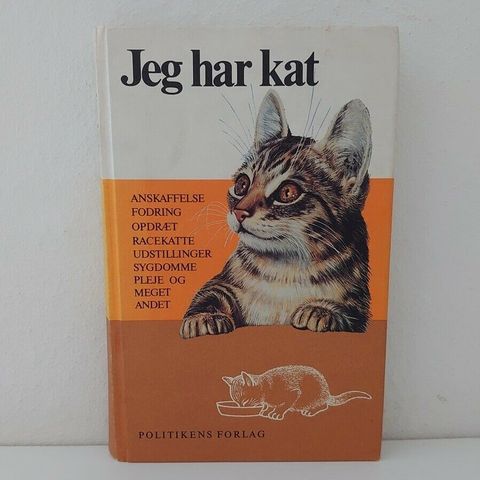 Jeg har kat
ANSKAFFELSE
FODRING
OPDRÆT
RACEKATTE
UDSTILLINGER
SYGDOMME
PLEJE OG
MEGET
ANDET
POLITIKENS FORLAG